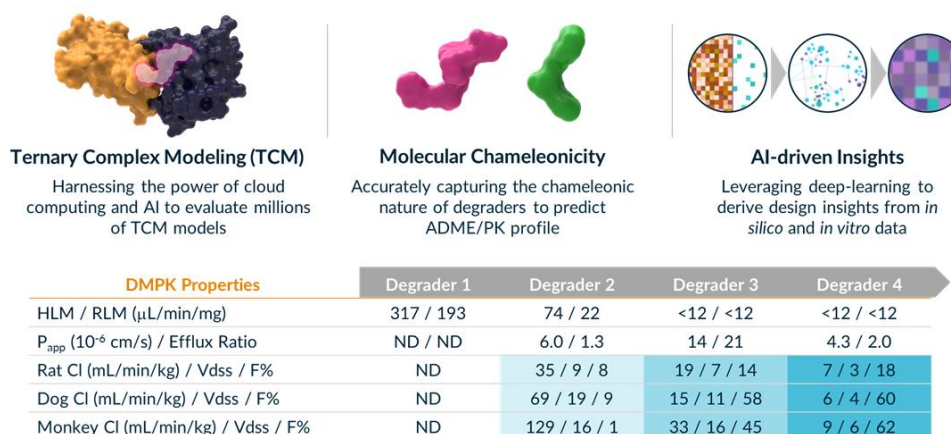 Ternary Complex Modeling (TCM)
Harnessing the power of cloud
computing and AI to evaluate millions
of TCM models
Molecular Chameleonicity
Accurately capturing the chameleonic
nature of degraders to predict
ADME/PK profile
AI-driven Insights
Leveraging deep-learning to
derive design insights from in
silico and in vitro data
DMPK Properties Degrader 1 Degrader 2 Degrader 3 Degrader 4
HLM / RLM (μL/min/mg) 317 / 193 74 / 22 <12 / <12 <12 / <12
Papp (10⁻⁶ cm/s) / Efflux Ratio ND / ND 6.0 / 1.3 14 / 21 4.3 / 2.0
Rat Cl (mL/min/kg) / Vdss / F% ND 35 / 9 / 8 19 / 7 / 14 7 / 3 / 18
Dog Cl (mL/min/kg) / Vdss / F% ND 69 / 19 / 9 15 / 11 / 58 6 / 4 / 60
Monkey Cl (mL/min/kg) / Vdss / F% ND 129 / 16 / 1 33 / 16 / 45 9 / 6 / 62